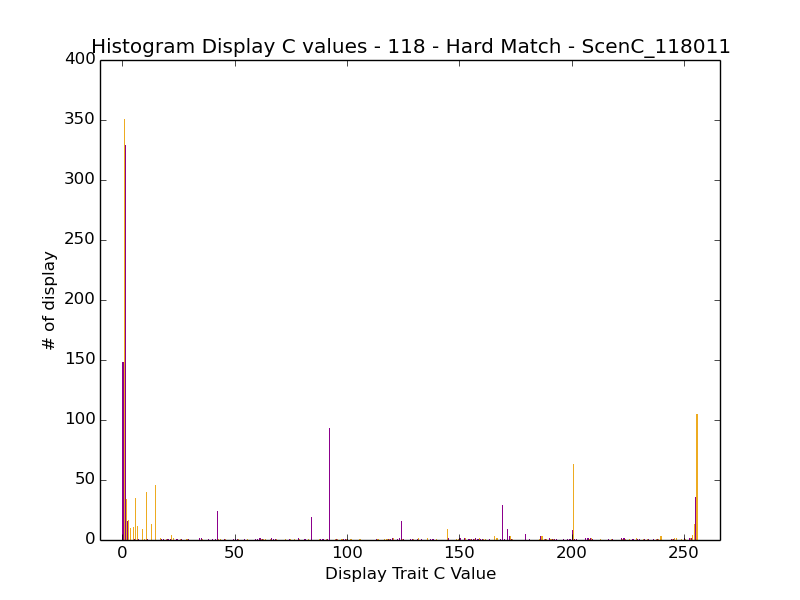 Histogram Display C values - 118 - Hard Match - ScenC_118011
400
350
300
250
200
150
100
50
0
# of display
0 50 100 150 200 250
Display Trait C Value